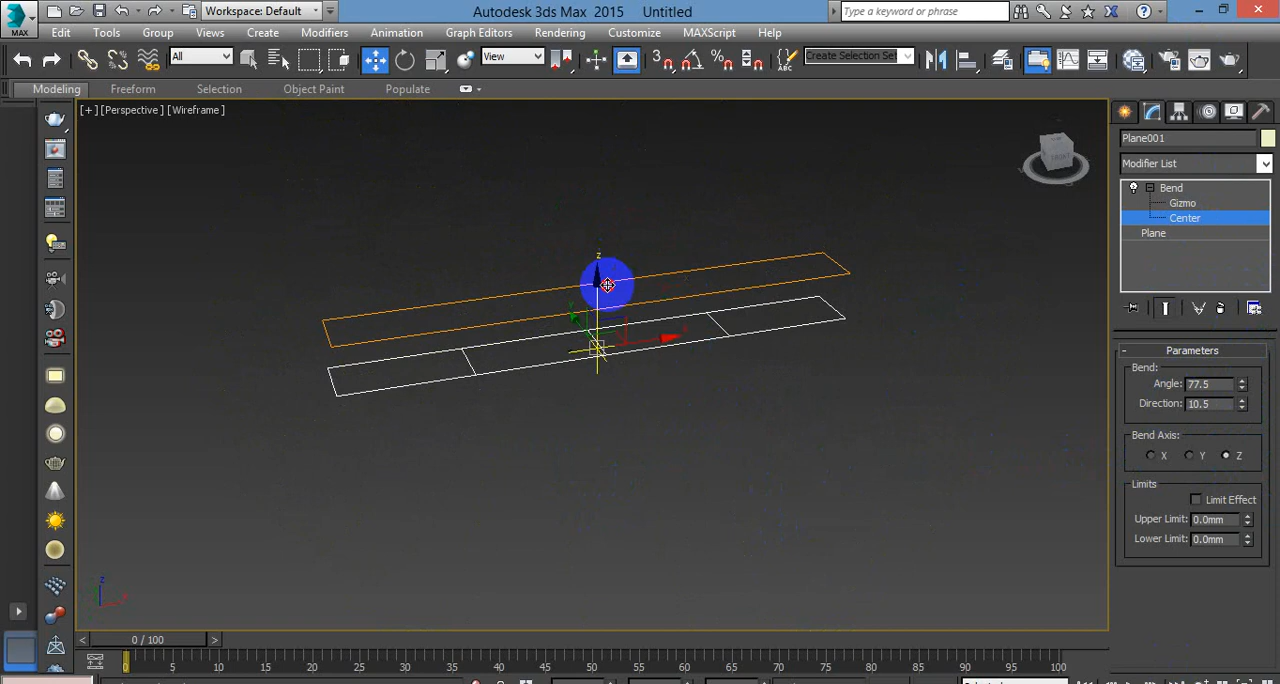 Workspace: Default
Autodesk 3ds Max 2015 Untitled
Type a keyword or phrase
MAX
Edit Tools Group Views Create Modifiers Animation Graph Editors Rendering Customize MAXScript Help
All
View
Create Selection Set
Modeling Freeform Selection Object Paint Populate
[+] [Perspective] [Wireframe]
FRONT
Plane001
Modifier List
Bend
Gizmo
Center
Plane
z
Parameters
Bend:
Angle: 77.5
Direction: 10.5
Bend Axis:
X Y Z
Limits
Limit Effect
Upper Limit: 0.0mm
Lower Limit: 0.0mm
z
0 / 100
0 5 10 15 20 25 30 35 40 45 50 55 60 65 70 75 80 85 90 95 100